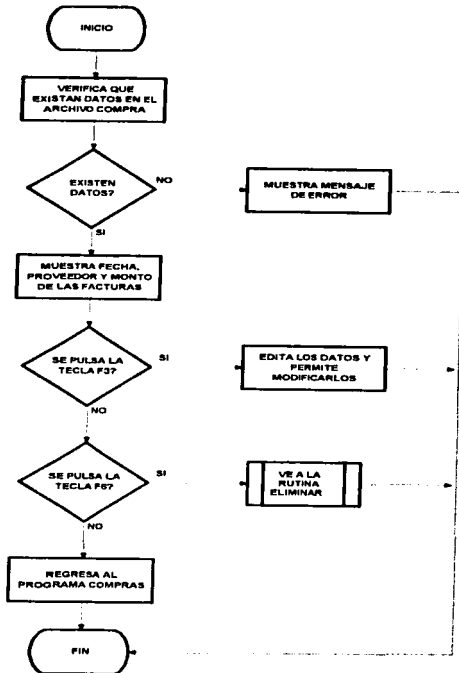 INICIO
VERIFICA QUE
EXISTAN DATOS EN EL
ARCHIVO COMPRA
EXISTEN
DATOS?
NO
MUESTRA MENSAJE
DE ERROR
SI
MUESTRA FECHA,
PROVEEDOR Y MONTO
DE LAS FACTURAS
SE PULSA LA
TECLA F3?
SI
EDITA LOS DATOS Y
PERMITE
MODIFICARLOS
NO
SE PULSA LA
TECLA F6?
SI
VE A LA
RUTINA
ELIMINAR
NO
REGRESA AL
PROGRAMA COMPRAS
FIN